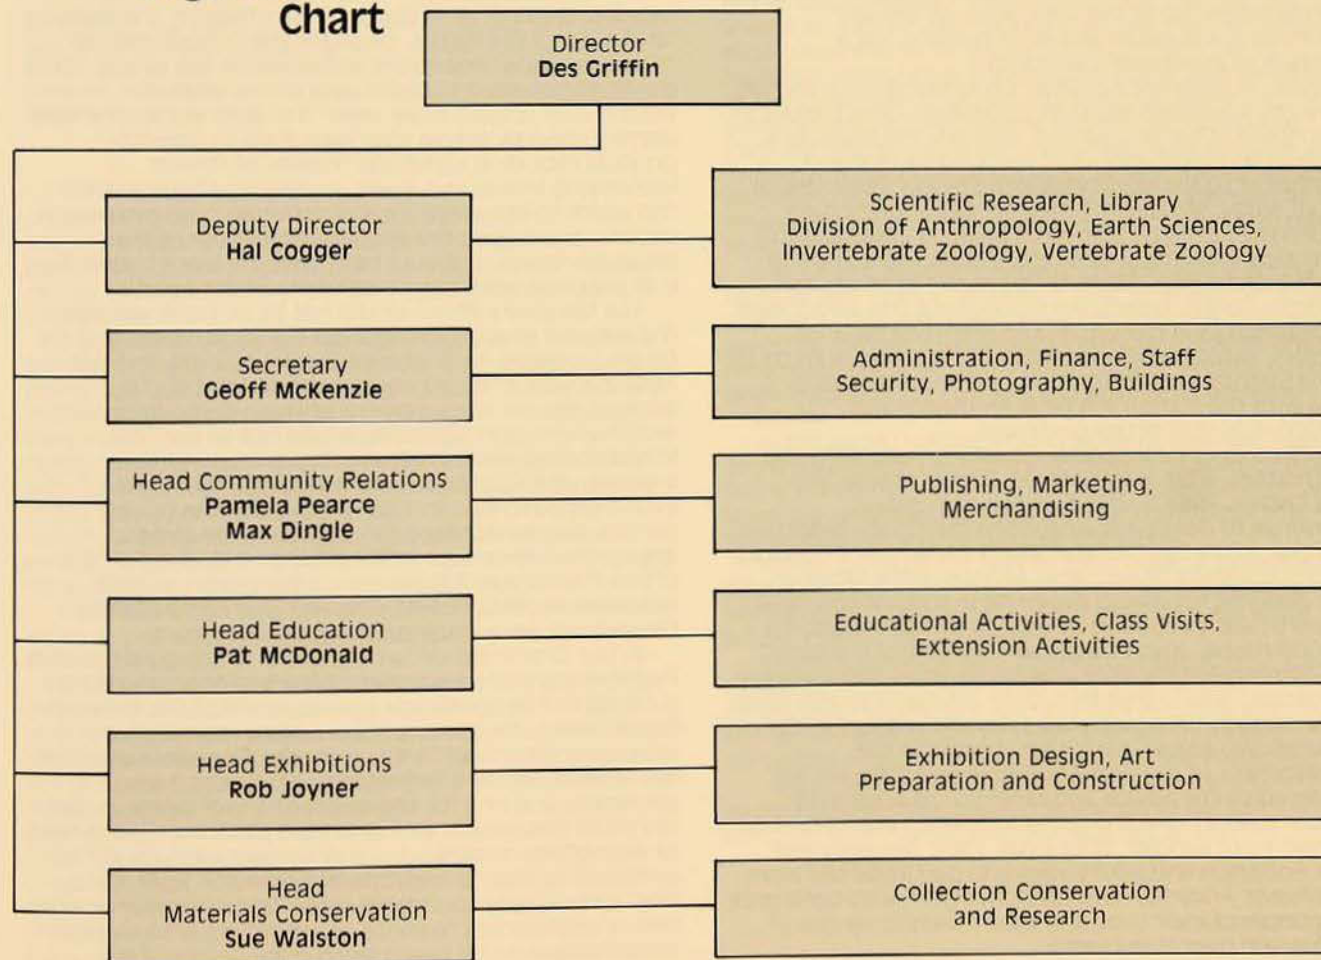 Chart
Director
Des Griffin
Deputy Director
Hal Cogger
Scientific Research, Library
Division of Anthropology, Earth Sciences,
Invertebrate Zoology, Vertebrate Zoology
Secretary
Geoff McKenzie
Administration, Finance, Staff
Security, Photography, Buildings
Head Community Relations
Pamela Pearce
Max Dingle
Publishing, Marketing,
Merchandising
Head Education
Pat McDonald
Educational Activities, Class Visits,
Extension Activities
Head Exhibitions
Rob Joyner
Exhibition Design, Art
Preparation and Construction
Head
Materials Conservation
Sue Walston
Collection Conservation
and Research